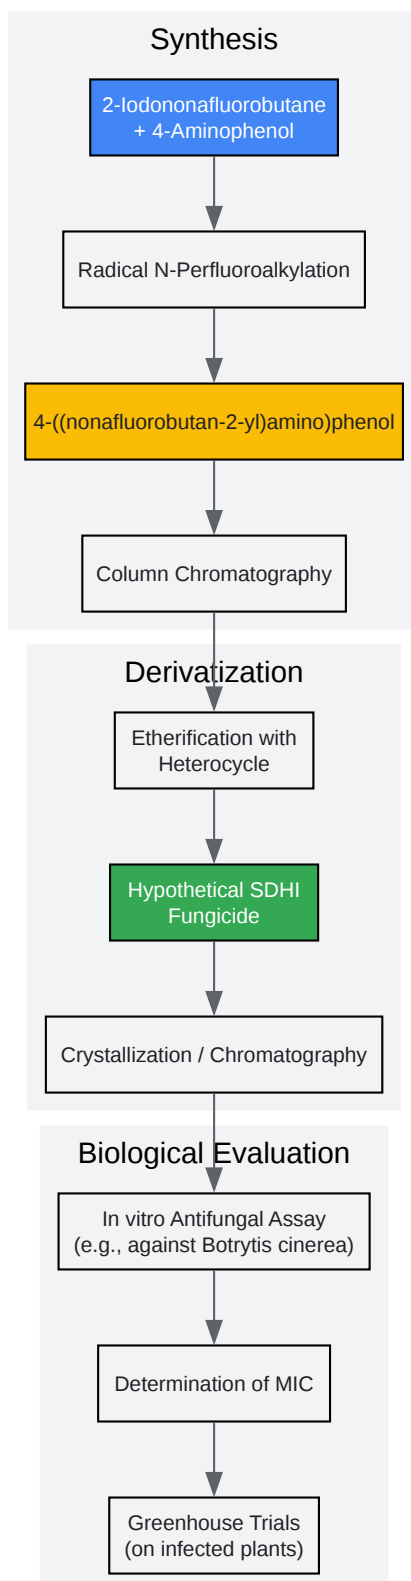 Synthesis
2-Iodononafluorobutane
+ 4-Aminophenol
Radical N-Perfluoroalkylation
4-((nonafluorobutan-2-yl)amino)phenol
Column Chromatography
Derivatization
Etherification with
Heterocycle
Hypothetical SDHI
Fungicide
Crystallization / Chromatography
Biological Evaluation
In vitro Antifungal Assay
(e.g., against Botrytis cinerea)
Determination of MIC
Greenhouse Trials
(on infected plants)